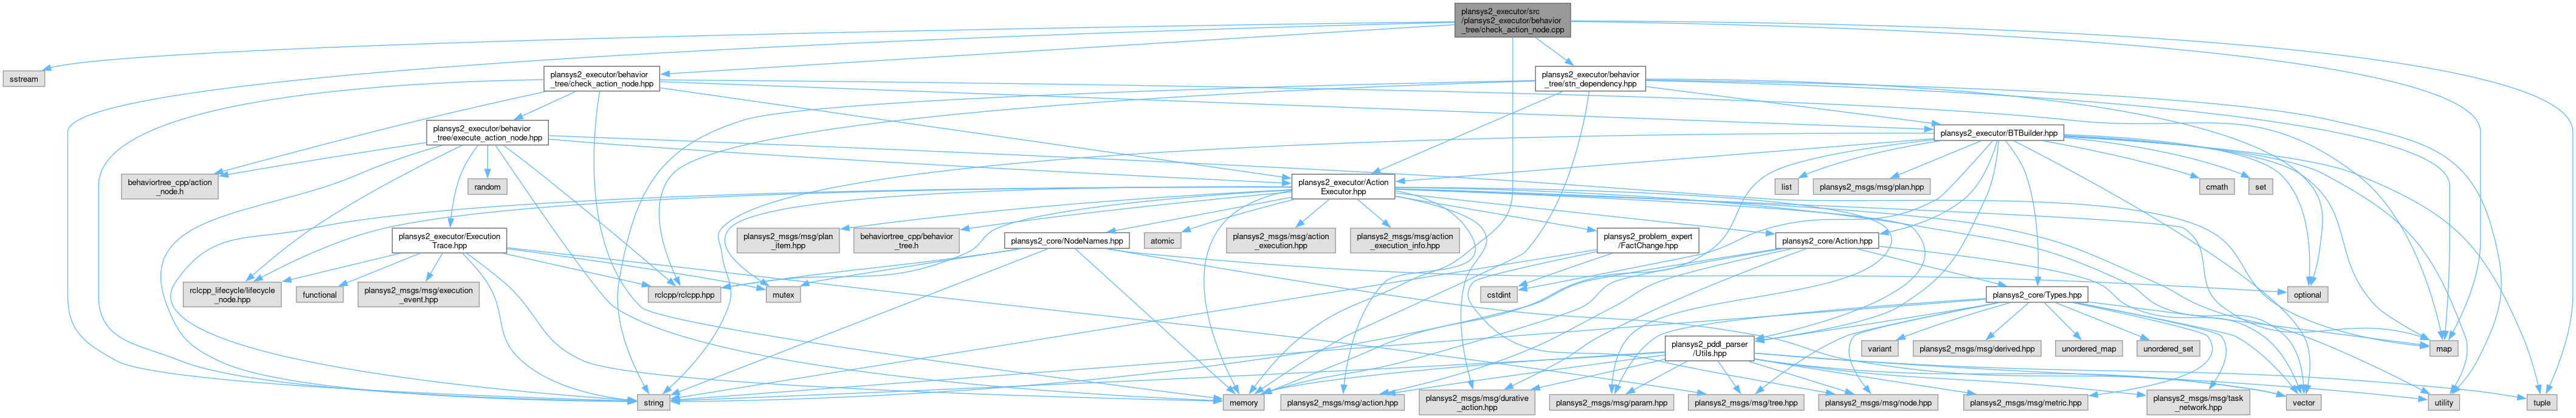 plansys2_executor/src
/plansys2_executor/behavior
_tree/check_action_node.cpp
sstream
plansys2_executor/behavior
_tree/check_action_node.hpp
plansys2_executor/behavior
_tree/stn_dependency.hpp
plansys2_executor/behavior
_tree/execute_action_node.hpp
plansys2_executor/BTBuilder.hpp
behaviortree_cpp/action
_node.h
random
plansys2_executor/Action
Executor.hpp
list
plansys2_msgs/msg/plan.hpp
cmath
set
plansys2_executor/Execution
Trace.hpp
plansys2_msgs/msg/plan
_item.hpp
behaviortree_cpp/behavior
_tree.h
plansys2_core/NodeNames.hpp
atomic
plansys2_msgs/msg/action
_execution.hpp
plansys2_msgs/msg/action
_execution_info.hpp
plansys2_problem_expert
/FactChange.hpp
plansys2_core/Action.hpp
rclcpp_lifecycle/lifecycle
_node.hpp
functional
plansys2_msgs/msg/execution
_event.hpp
rclcpp/rclcpp.hpp
mutex
cstdint
plansys2_core/Types.hpp
optional
plansys2_pddl_parser
/Utils.hpp
variant
plansys2_msgs/msg/derived.hpp
unordered_map
unordered_set
map
string
memory
plansys2_msgs/msg/action.hpp
plansys2_msgs/msg/durative
_action.hpp
plansys2_msgs/msg/param.hpp
plansys2_msgs/msg/tree.hpp
plansys2_msgs/msg/node.hpp
plansys2_msgs/msg/metric.hpp
plansys2_msgs/msg/task
_network.hpp
vector
utility
tuple